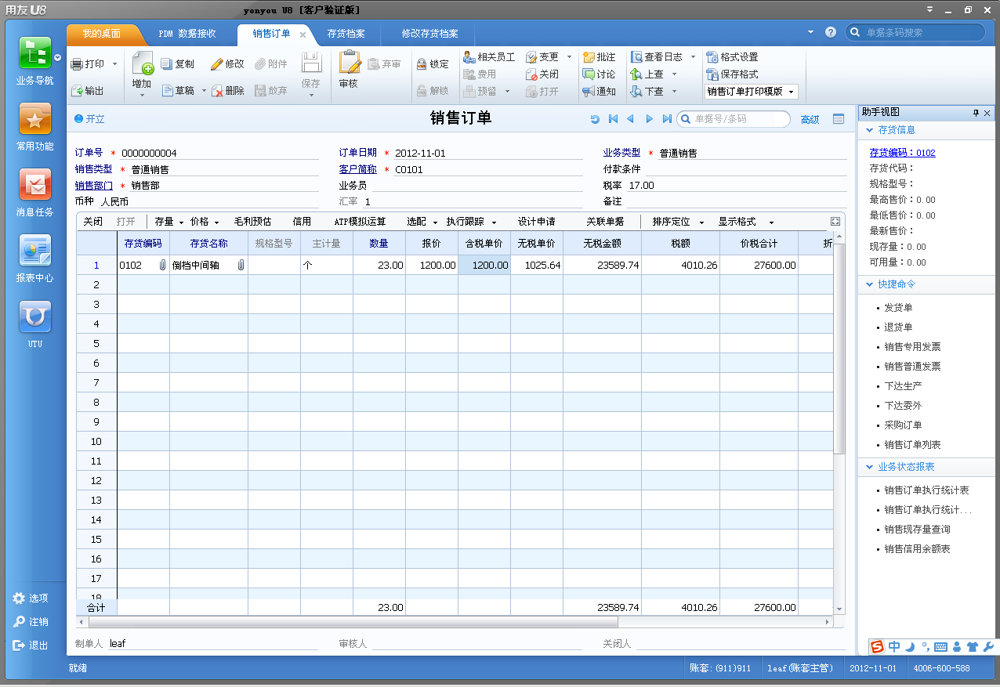 用友 U8 yonyou U8 [客户验证版]
我的桌面 PDM 数据接收 销售订单 存货档案 修改存货档案 单据条码搜索
打印 增加 复制 修改 附件 保存 审核 弃审 锁定 相关员工 变更 批注 查看日志 格式设置
费用 关闭 讨论 上查 保存格式
输出 草稿 删除 放弃 解锁 预留 打开 通知 下查 销售订单打印模版
业务导航
常用功能
消息任务
报表中心
UTU
选项
注销
退出
开立 销售订单 单据号/条码 高级
订单号 * 0000000004 订单日期 * 2012-11-01 业务类型 * 普通销售
销售类型 * 普通销售 客户简称 * C0101 付款条件
销售部门 * 销售部 业务员 税率 17.00
币种 人民币 汇率 1 备注
关闭 打开 存量 价格 毛利预估 信用 ATP模拟运算 选配 执行跟踪 设计申请 关联单据 排序定位 显示格式
存货编码 存货名称 规格型号 主计量 数量 报价 含税单价 无税单价 无税金额 税额 价税合计 折
1 0102 倒档中间轴 个 23.00 1200.00 1200.00 1025.64 23589.74 4010.26 27600.00
2
3
4
5
6
7
8
9
10
11
12
13
14
15
16
17
18
合计 23.00 23589.74 4010.26 27600.00
制单人 leaf 审核人 关闭人
助手视图
存货信息
存货编码：0102
存货代码：
规格型号：
最高售价：0.00
最低售价：0.00
最新售价：
现存量：0.00
可用量：0.00
快捷命令
• 发货单
• 退货单
• 销售专用发票
• 销售普通发票
• 下达生产
• 下达委外
• 采购订单
• 销售订单列表
业务状态报表
• 销售订单执行统计表
• 销售订单执行统计...
• 销售现存量查询
• 销售信用余额表
S 中
就绪 账套:(911)911 leaf(账套主管) 2012-11-01 4006-600-588